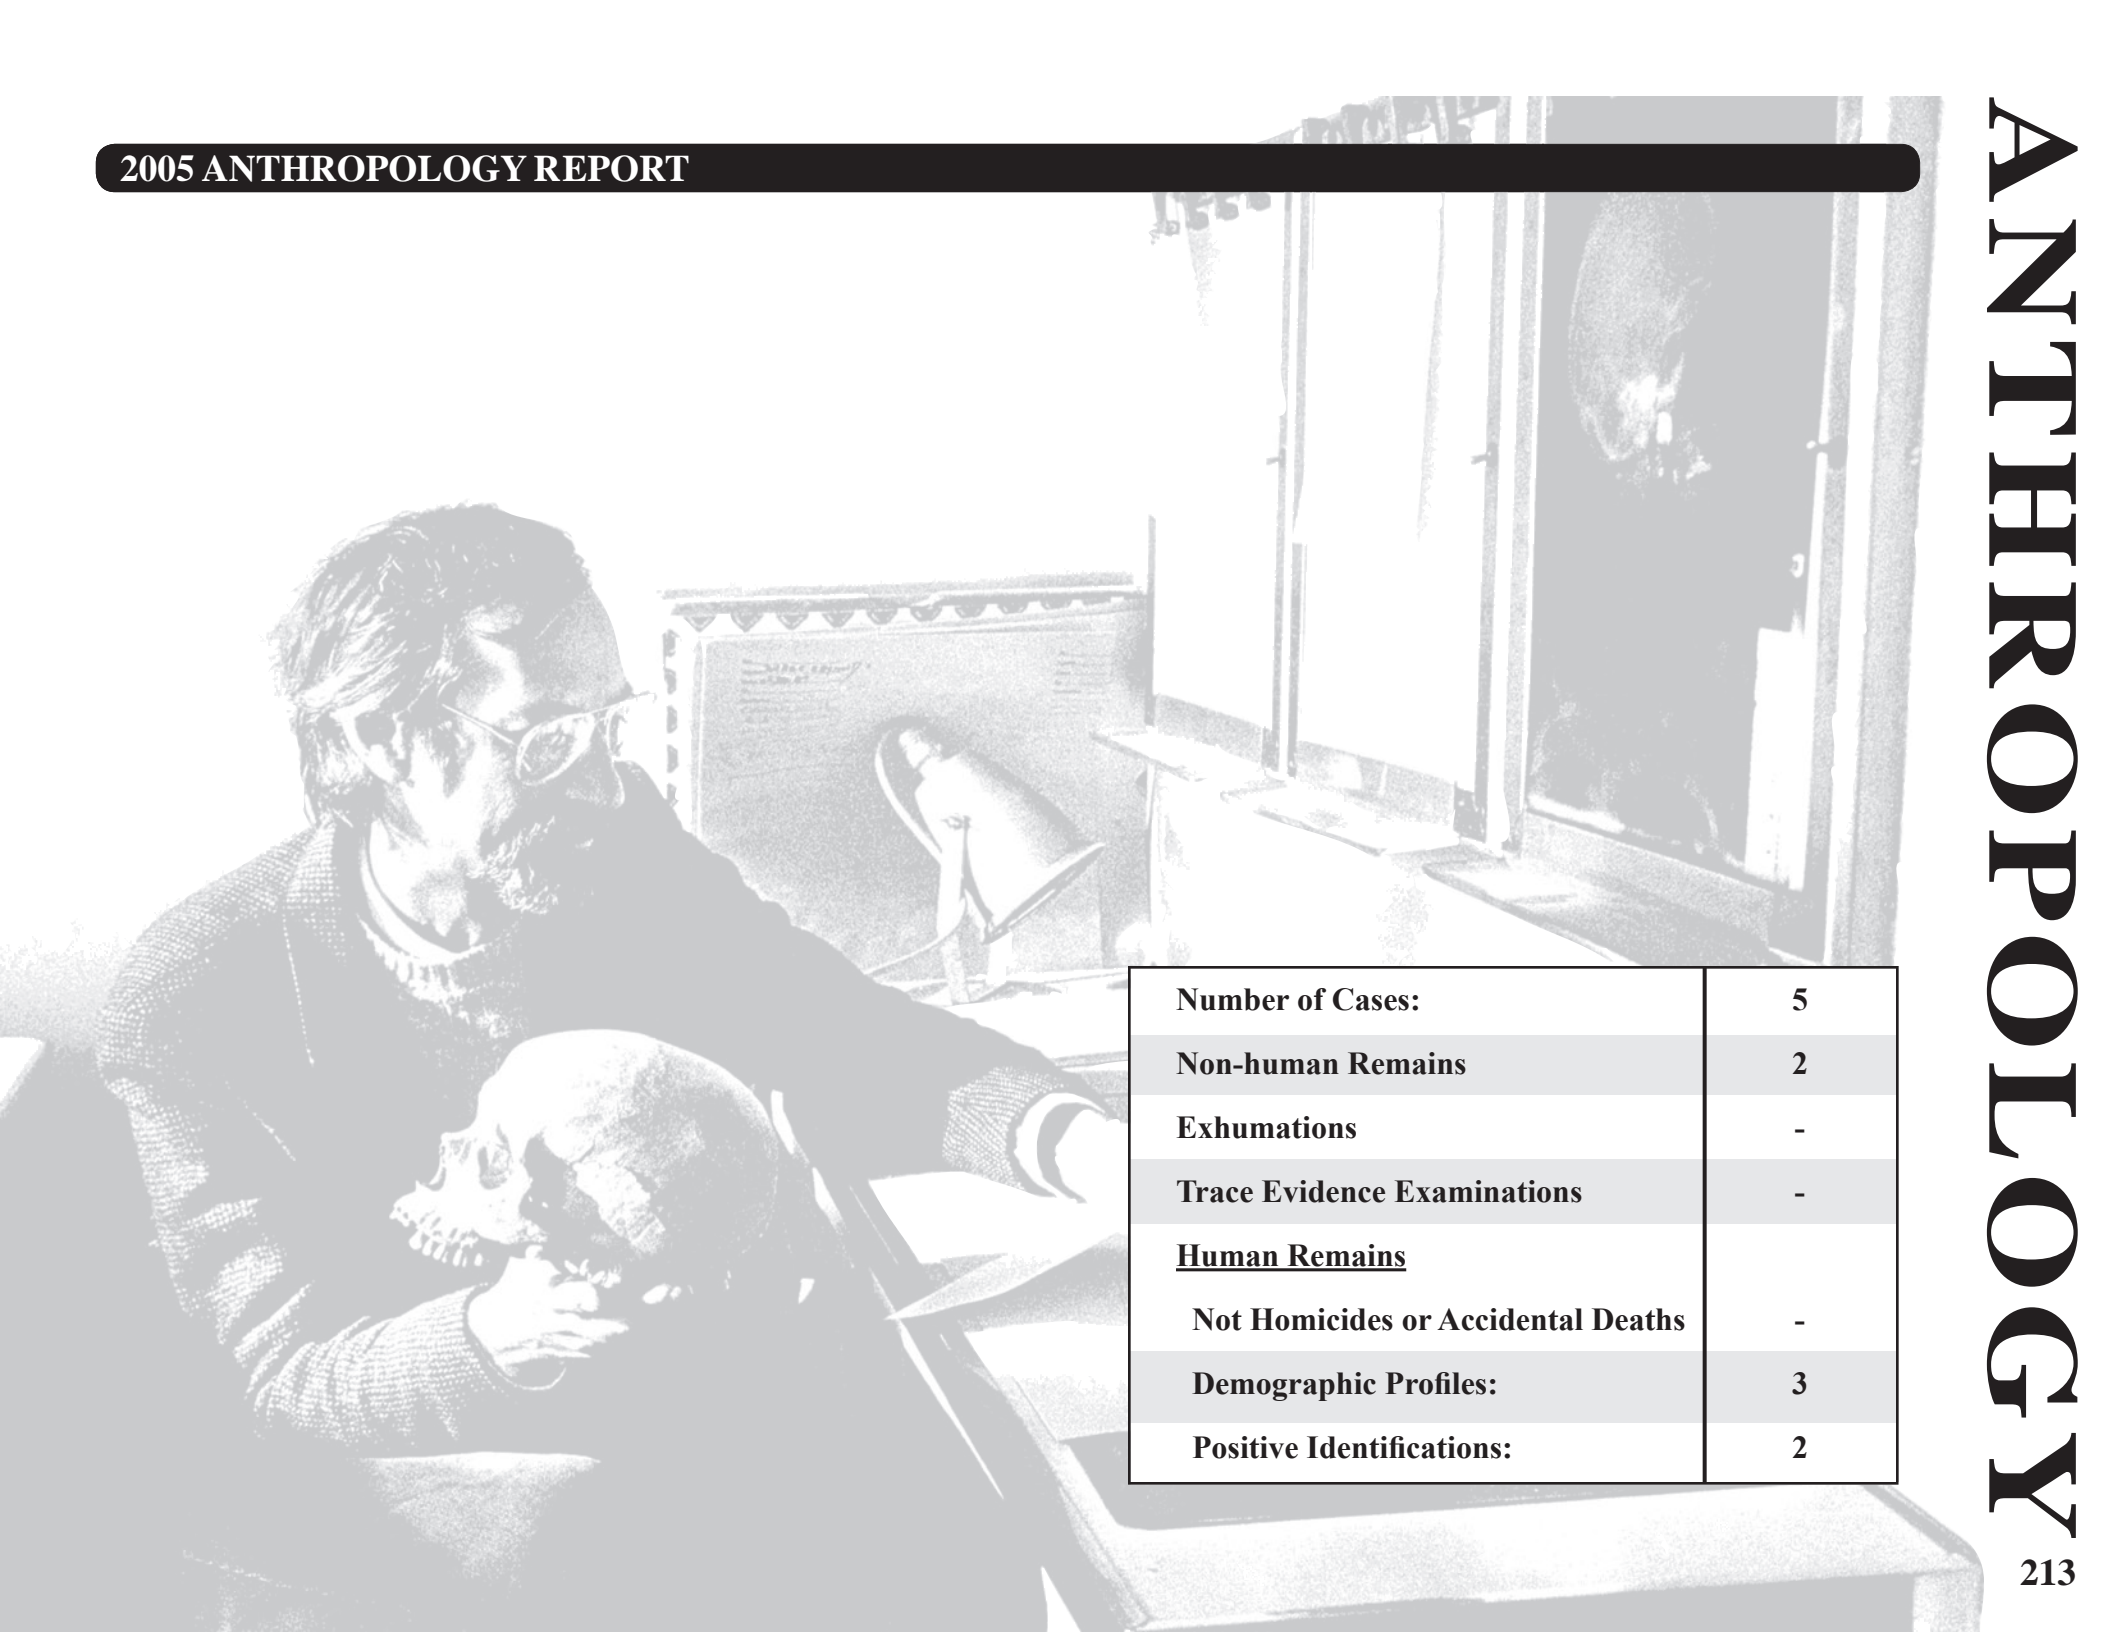 2005 ANTHROPOLOGY REPORT
ANTHROPOLOGY
Number of Cases: 5
Non-human Remains 2
Exhumations -
Trace Evidence Examinations -
Human Remains
Not Homicides or Accidental Deaths -
Demographic Profiles: 3
Positive Identifications: 2
213